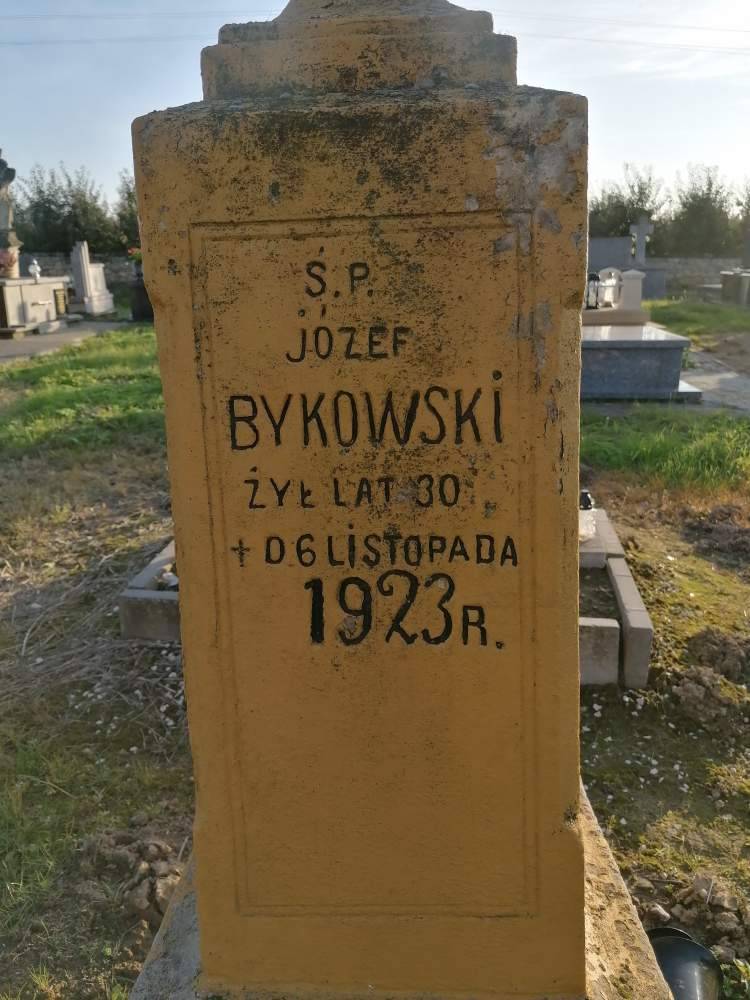 Ś.P.
JÓZEF
BYKOWSKI
ŻYŁ LAT 30
† D 6 LISTOPADA
1923 R.